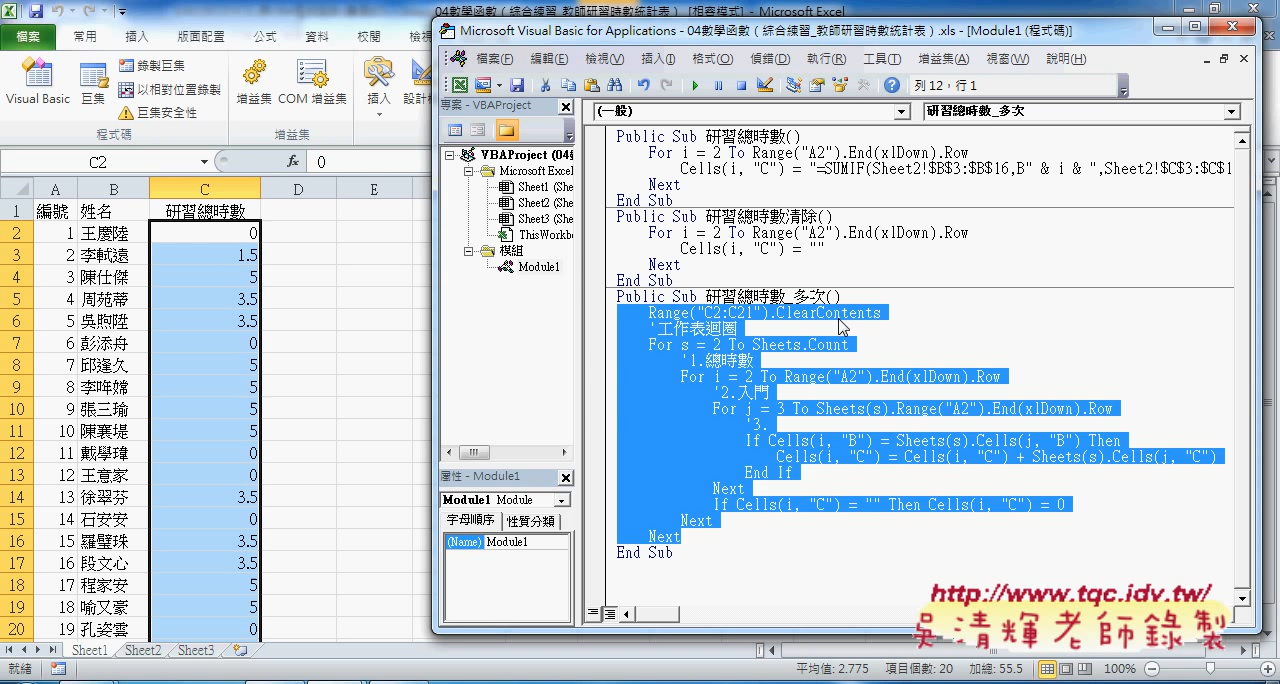 04數學函數（綜合練習_教師研習時數統計表） [相容模式] - Microsoft Excel
檔案 常用 插入 版面配置 公式 資料 校閱 檢視
Visual Basic 巨集 錄製巨集 以相對位置錄製 巨集安全性 增益集 COM 增益集 插入
程式碼 增益集
C2 fx 0
A B C D E
1 編號 姓名 研習總時數
2 1 王慶陞 0
3 2 李軾遠 1.5
4 3 陳仕傑 5
5 4 周苑蒂 3.5
6 5 吳煦陞 3.5
7 6 彭添舟 0
8 7 邱逢久 5
9 8 李哞嫦 5
10 9 張三瑜 5
11 10 陳襄堤 5
12 11 戴學瑋 0
13 12 王意家 0
14 13 徐翠芬 3.5
15 14 石安安 0
16 15 羅璧珠 3.5
17 16 段文心 3.5
18 17 程家安 5
19 18 喻又豪 5
20 19 孔姿雲 0
Sheet1 Sheet2 Sheet3
就緒 平均值: 2.775 項目個數: 20 加總: 55.5 100%
Microsoft Visual Basic for Applications - 04數學函數（綜合練習_教師研習時數統計表）.xls - [Module1 (程式碼)]
檔案(F) 編輯(E) 檢視(V) 插入(I) 格式(O) 偵錯(D) 執行(R) 工具(T) 增益集(A) 視窗(W) 說明(H)
列 12，行 1
專案 - VBAProject
VBAProject (04
Microsoft Excel
Sheet1 (She
Sheet2 (She
Sheet3 (She
ThisWorkb
模組
Module1
屬性 - Module1
Module1 Module
字母順序 性質分類
(Name) Module1
(一般) 研習總時數_多次
Public Sub 研習總時數()
For i = 2 To Range("A2").End(xlDown).Row
Cells(i, "C") = "=SUMIF(Sheet2!$B$3:$B$16,B" & i & ",Sheet2!$C$3:$C$1
Next
End Sub
Public Sub 研習總時數清除()
For i = 2 To Range("A2").End(xlDown).Row
Cells(i, "C") = ""
Next
End Sub
Public Sub 研習總時數_多次()
Range("C2:C21").ClearContents
'工作表迴圈
For s = 2 To Sheets.Count
'1.總時數
For i = 2 To Range("A2").End(xlDown).Row
'2.入門
For j = 3 To Sheets(s).Range("A2").End(xlDown).Row
'3.
If Cells(i, "B") = Sheets(s).Cells(j, "B") Then
Cells(i, "C") = Cells(i, "C") + Sheets(s).Cells(j, "C")
End If
Next
If Cells(i, "C") = "" Then Cells(i, "C") = 0
Next
Next
End Sub
http://www.tqc.idv.tw/
吳清輝老師錄製